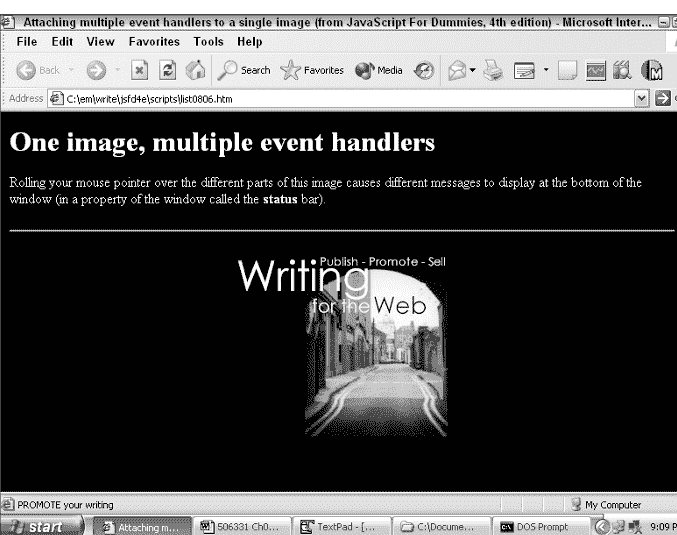 Attaching multiple event handlers to a single image (from JavaScript For Dummies, 4th edition) - Microsoft Inter...
File Edit View Favorites Tools Help
Back Search Favorites Media
Address C:\em\write\jsfd4e\scripts\list0806.htm
One image, multiple event handlers
Rolling your mouse pointer over the different parts of this image causes different messages to display at the bottom of the
window (in a property of the window called the status bar).
Publish - Promote - Sell
Writing
for the Web
PROMOTE your writing My Computer
start Attaching m... 506331 Ch0... TextPad - [... C:\Docume... DOS Prompt 9:09 P